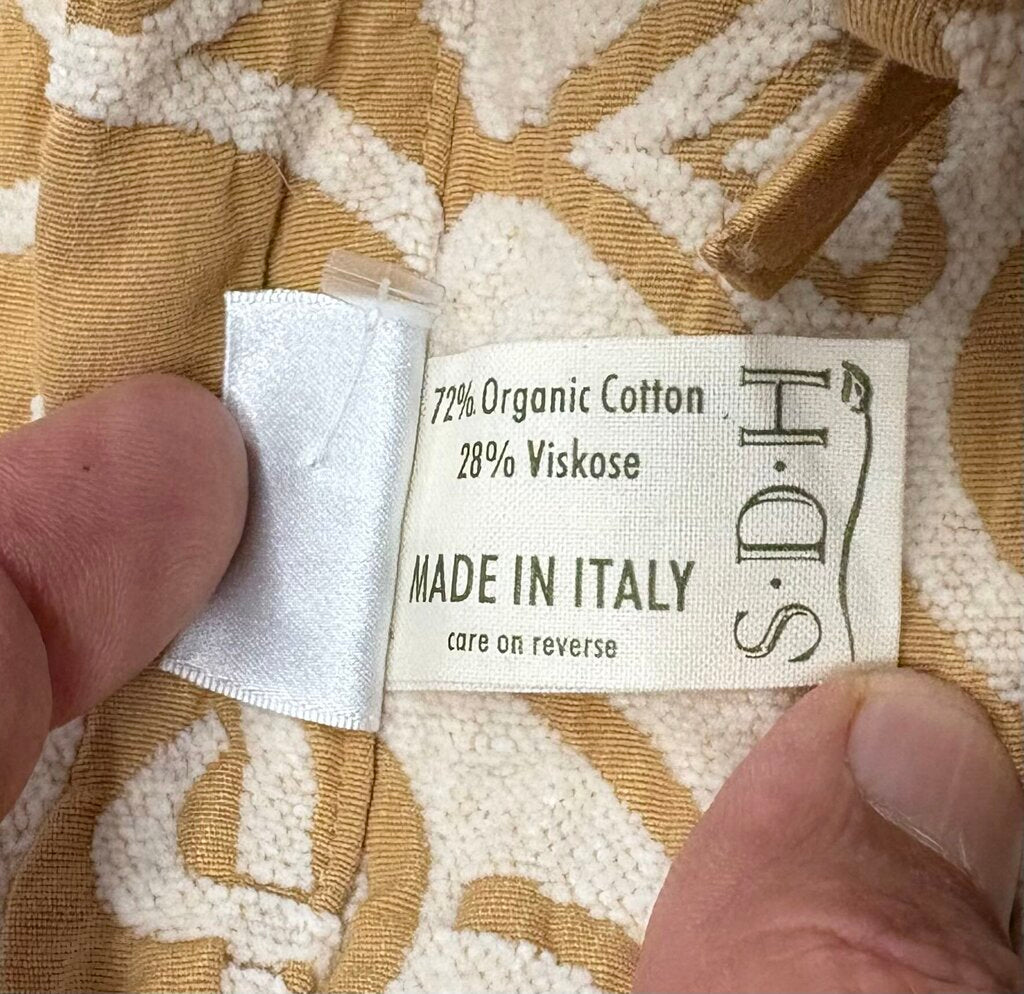 72% Organic Cotton
28% Viskose
MADE IN ITALY
care on reverse
S·D·H